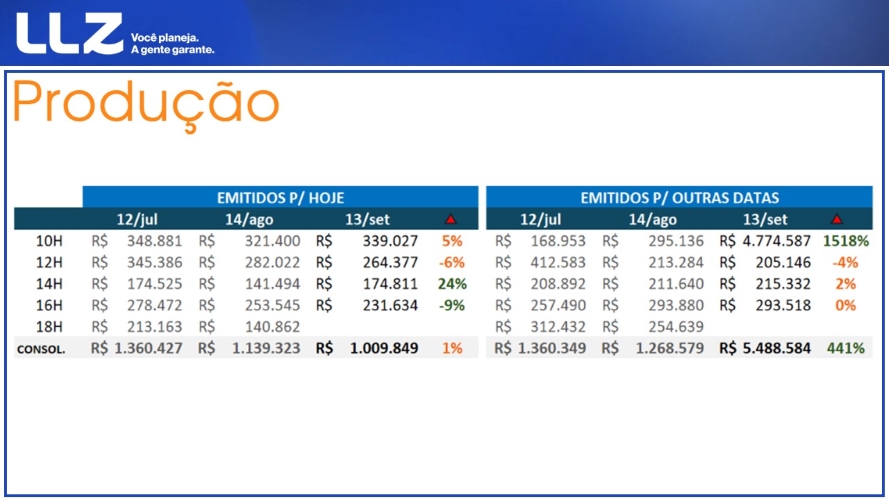 LLZ Você planeja.
A gente garante.
Produção
EMITIDOS P/ HOJE EMITIDOS P/ OUTRAS DATAS
12/jul 14/ago 13/set 12/jul 14/ago 13/set
10H R$ 348.881 R$ 321.400 R$ 339.027 5% R$ 168.953 R$ 295.136 R$ 4.774.587 1518%
12H R$ 345.386 R$ 282.022 R$ 264.377 -6% R$ 412.583 R$ 213.284 R$ 205.146 -4%
14H R$ 174.525 R$ 141.494 R$ 174.811 24% R$ 208.892 R$ 211.640 R$ 215.332 2%
16H R$ 278.472 R$ 253.545 R$ 231.634 -9% R$ 257.490 R$ 293.880 R$ 293.518 0%
18H R$ 213.163 R$ 140.862 R$ 312.432 R$ 254.639
CONSOL. R$ 1.360.427 R$ 1.139.323 R$ 1.009.849 1% R$ 1.360.349 R$ 1.268.579 R$ 5.488.584 441%